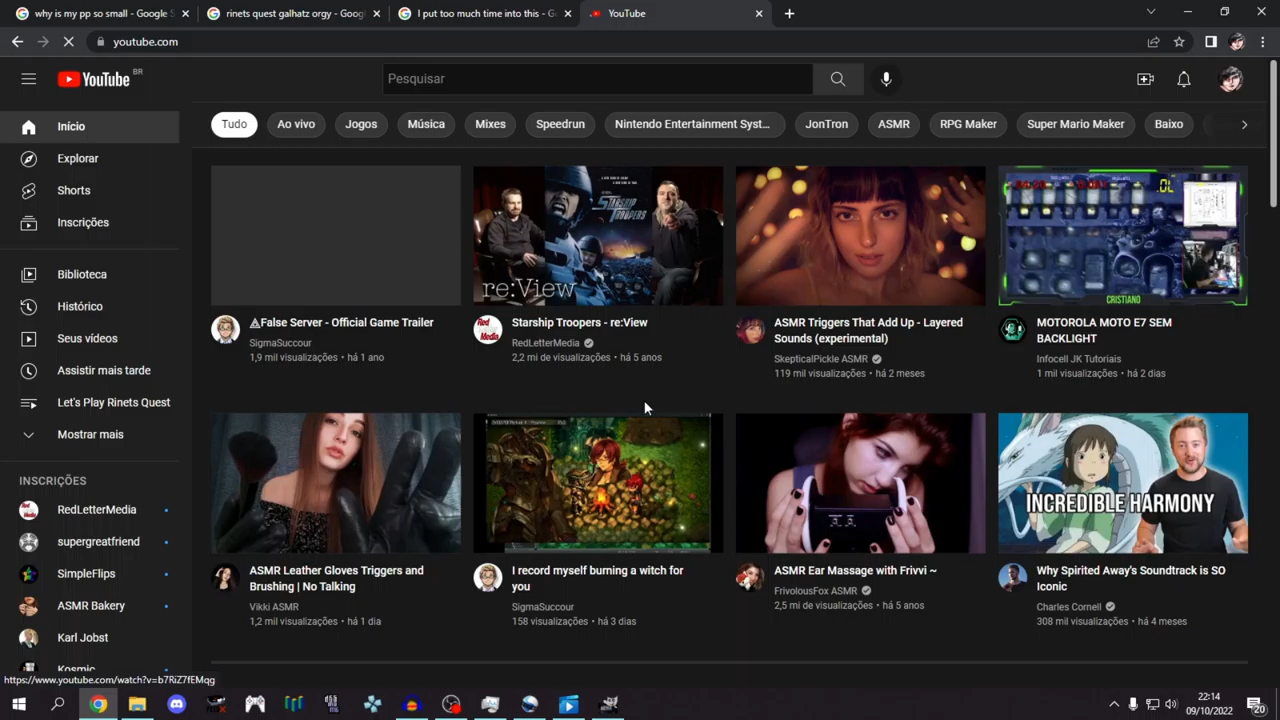 why is my pp so small - Google S
rinets quest galhatz orgy - Googl
I put too much time into this - Go
YouTube
youtube.com
YouTube BR
Pesquisar
Início
Explorar
Shorts
Inscrições
Biblioteca
Histórico
Seus vídeos
Assistir mais tarde
Let's Play Rinets Quest
Mostrar mais
INSCRIÇÕES
RedLetterMedia
supergreatfriend
SimpleFlips
ASMR Bakery
Karl Jobst
Kosmic
Tudo
Ao vivo
Jogos
Música
Mixes
Speedrun
Nintendo Entertainment Syst...
JonTron
ASMR
RPG Maker
Super Mario Maker
Baixo
⚠False Server - Official Game Trailer
SigmaSuccour
1,9 mil visualizações • há 1 ano
STARSHIP
TROOPERS
re:View
Starship Troopers - re:View
RedLetterMedia
2,2 mi de visualizações • há 5 anos
ASMR Triggers That Add Up - Layered
Sounds (experimental)
SkepticalPickle ASMR
119 mil visualizações • há 2 meses
CRISTIANO
MOTOROLA MOTO E7 SEM
BACKLIGHT
Infocell JK Tutoriais
1 mil visualizações • há 2 dias
ASMR Leather Gloves Triggers and
Brushing | No Talking
Vikki ASMR
1,2 mil visualizações • há 1 dia
I record myself burning a witch for
you
SigmaSuccour
158 visualizações • há 3 dias
ASMR Ear Massage with Frivvi ~
FrivolousFox ASMR
2,5 mi de visualizações • há 5 anos
INCREDIBLE HARMONY
Why Spirited Away's Soundtrack is SO
Iconic
Charles Cornell
308 mil visualizações • há 4 meses
https://www.youtube.com/watch?v=b7RiZ7fEMqg
22:14
09/10/2022
20